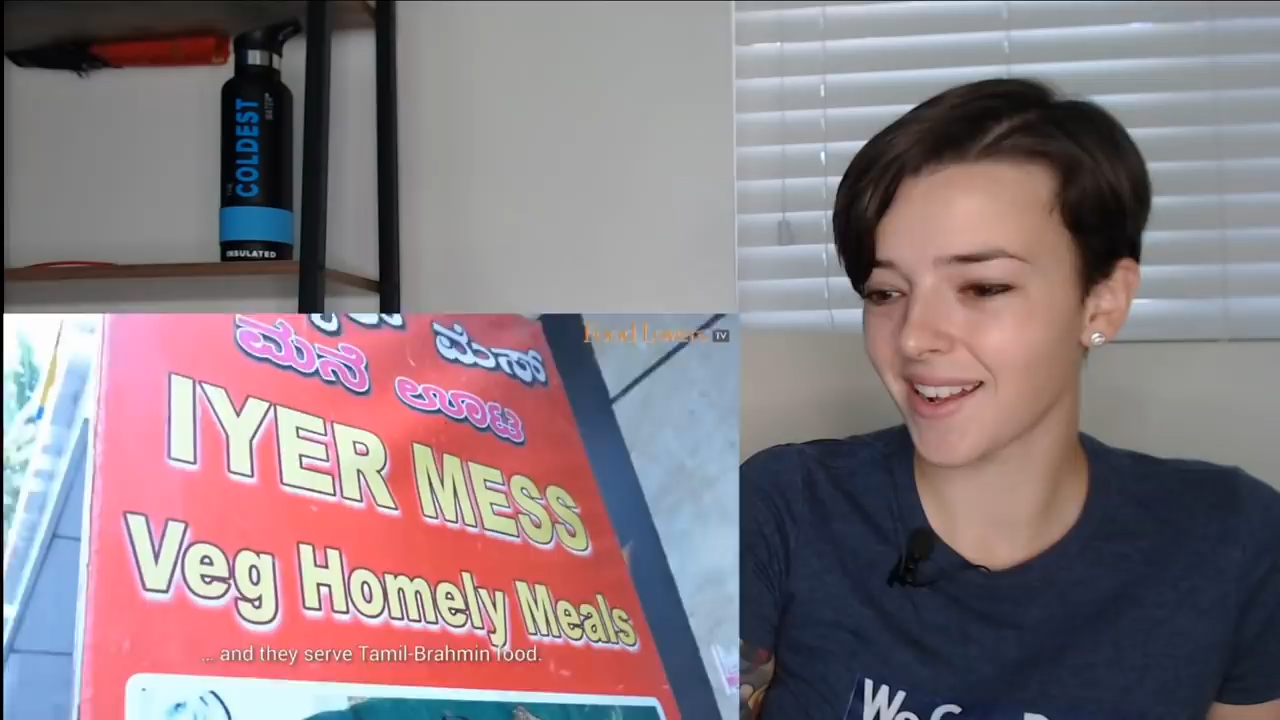 THE
COLDEST
WATER
INSULATED
Food Lovers TV
ಮೆಸ್
ಮನೆ ಊಟ
IYER MESS
Veg Homely Meals
... and they serve Tamil-Brahmin food.